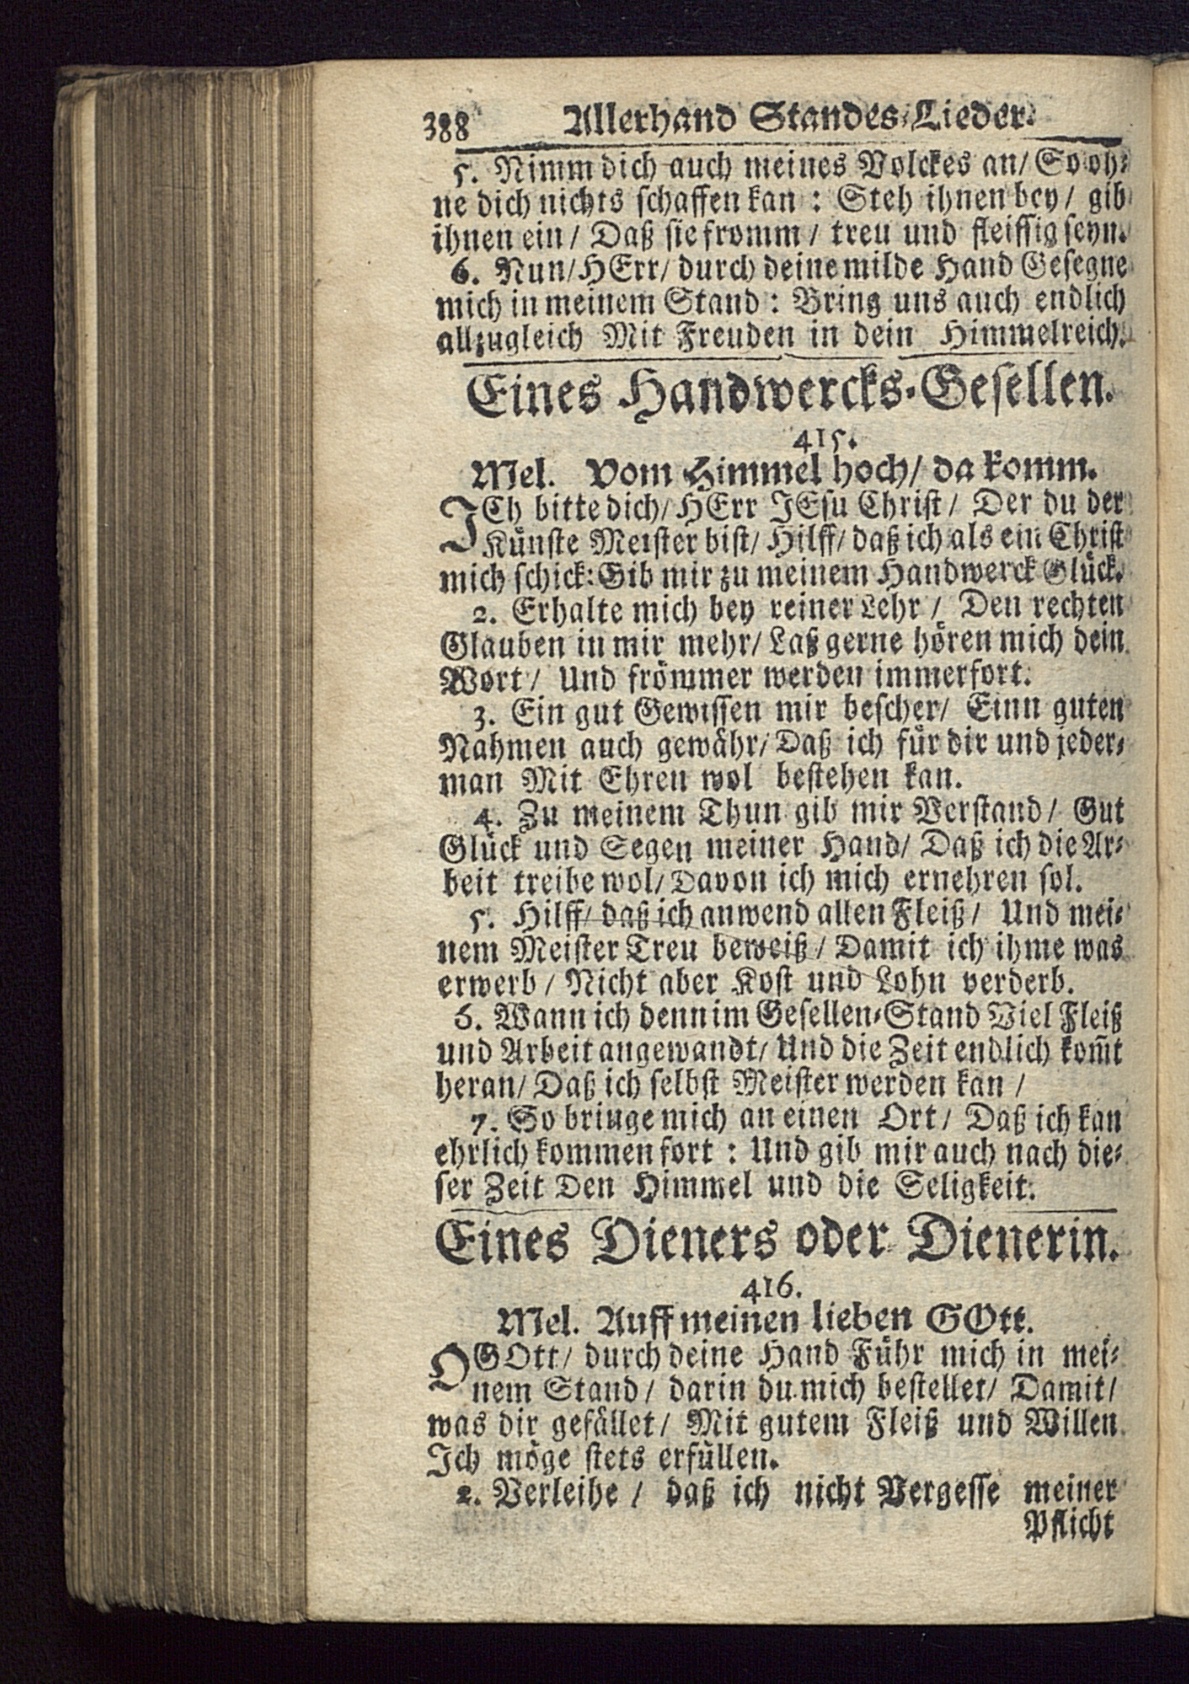 388 Allerhand Standes-Lieder.
5. Nimm dich auch meines Volckes an/ So oh-
ne dich nichts schaffen kan : Steh ihnen bey / gib
ihnen ein / Daß sie fromm / treu und fleissig seyn.
6. Nun/ HErr/ durch deine milde Hand Gesegne
mich in meinem Stand : Bring uns auch endlich
allzugleich Mit Freuden in dein Himmelreich.
Eines Handwercks-Gesellen.
415.
Mel. Vom Himmel hoch/ da komm.
ICh bitte dich/ HErr JEsu Christ/ Der du der
Künste Meister bist/ Hilff/ daß ich als ein Christ
mich schick: Gib mir zu meinem Handwerck Glück.
2. Erhalte mich bey reiner Lehr / Den rechten
Glauben in mir mehr/ Laß gerne hören mich dein
Wort / Und frömmer werden immerfort.
3. Ein gut Gewissen mir bescher/ Einn guten
Nahmen auch gewähr/ Daß ich für dir und jeder-
man Mit Ehren wol bestehen kan.
4. Zu meinem Thun gib mir Verstand/ Gut
Glück und Segen meiner Hand/ Daß ich die Ar-
beit treibe wol/ Davon ich mich ernehren sol.
5. Hilff/ daß ich anwend allen Fleiß / Und mei-
nem Meister Treu beweiß / Damit ich ihme was
erwerb / Nicht aber Kost und Lohn verderb.
6. Wann ich denn im Gesellen-Stand Viel Fleiß
und Arbeit angewandt/ Und die Zeit endlich kom̃t
heran/ Daß ich selbst Meister werden kan /
7. So bringe mich an einen Ort / Daß ich kan
ehrlich kommen fort : Und gib mir auch nach die-
ser Zeit Den Himmel und die Seligkeit.
Eines Dieners oder Dienerin.
416.
Mel. Auff meinen lieben GOtt.
O GOtt/ durch deine Hand Führ mich in mei-
nem Stand / darin du mich bestellet/ Damit/
was dir gefället/ Mit gutem Fleiß und Willen
Ich möge stets erfüllen.
2. Verleihe / daß ich nicht Vergesse meiner
Pflicht